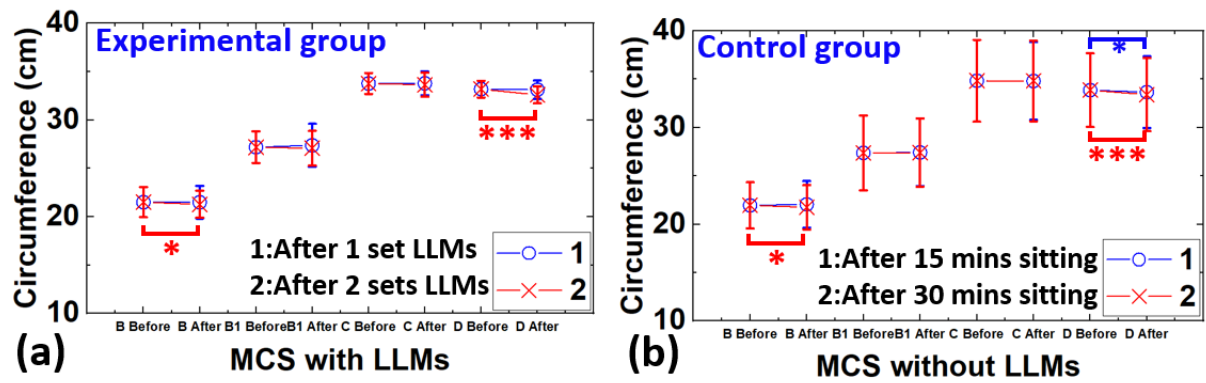 40
30
20
10
Circumference (cm)
Experimental group
*
***
1:After 1 set LLMs
2:After 2 sets LLMs
1
2
B Before B After B1 Before B1 After C Before C After D Before D After
(a)
MCS with LLMs
40
30
20
10
Circumference (cm)
Control group
*
*
***
1:After 15 mins sitting
2:After 30 mins sitting
1
2
B Before B After B1 Before B1 After C Before C After D Before D After
(b)
MCS without LLMs